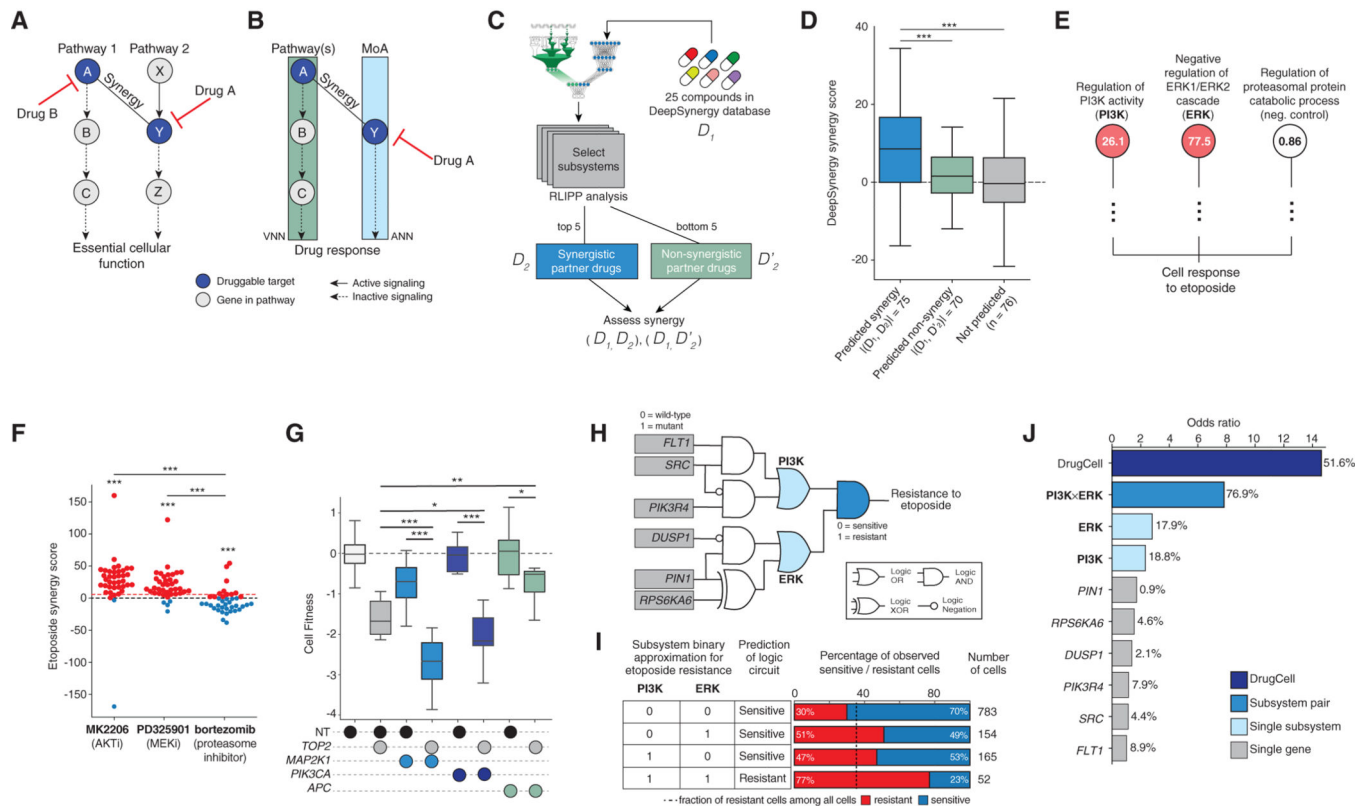 A
Pathway 1
Pathway 2
A
X
Synergy
Drug B
Drug A
B
Y
C
Z
Essential cellular
function
B
Pathway(s)
MoA
A
Synergy
B
Y
Drug A
C
VNN
ANN
Drug response
Druggable target
Gene in pathway
Active signaling
Inactive signaling
C
25 compounds in
DeepSynergy database
D1
Select
subsystems
RLIPP analysis
top 5
bottom 5
D2
Synergistic
partner drugs
Non-synergistic
partner drugs
D'2
Assess synergy
(D1, D2), (D1, D'2)
D
***
***
DeepSynergy synergy score
40
20
0
-20
Predicted synergy
|(D1, D2)| = 75
Predicted non-synergy
|(D1, D'2)| = 70
Not predicted
(n = 76)
E
Regulation of
PI3K activity
(PI3K)
Negative
regulation of
ERK1/ERK2
cascade
(ERK)
Regulation of
proteasomal protein
catabolic process
(neg. control)
26.1
77.5
0.86
Cell response
to etoposide
F
***
***
***
***
***
Etoposide synergy score
150
100
50
0
-50
-100
-150
MK2206
(AKTi)
PD325901
(MEKi)
bortezomib
(proteasome
inhibitor)
G
**
*
*
***
***
***
Cell Fitness
1
0
-1
-2
-3
-4
NT
TOP2
MAP2K1
PIK3CA
APC
H
0 = wild-type
1 = mutant
FLT1
SRC
PIK3R4
DUSP1
PIN1
RPS6KA6
PI3K
ERK
Resistance to
etoposide
0 = sensitive
1 = resistant
Logic
OR
Logic
AND
Logic
XOR
Logic
Negation
I
Subsystem binary
approximation for
etoposide resistance
Prediction
of logic
circuit
Percentage of observed
sensitive / resistant cells
Number
of cells
PI3K
ERK
0
40
80
0 0 Sensitive 30% 70% 783
0 1 Sensitive 51% 49% 154
1 0 Sensitive 47% 53% 165
1 1 Resistant 77% 23% 52
fraction of resistant cells among all cells
resistant
sensitive
J
Odds ratio
0 2 4 6 8 10 12 14
DrugCell 51.6%
PI3K×ERK 76.9%
ERK 17.9%
PI3K 18.8%
PIN1 0.9%
RPS6KA6 4.6%
DUSP1 2.1%
PIK3R4 7.9%
SRC 4.4%
FLT1 8.9%
DrugCell
Subsystem pair
Single subsystem
Single gene